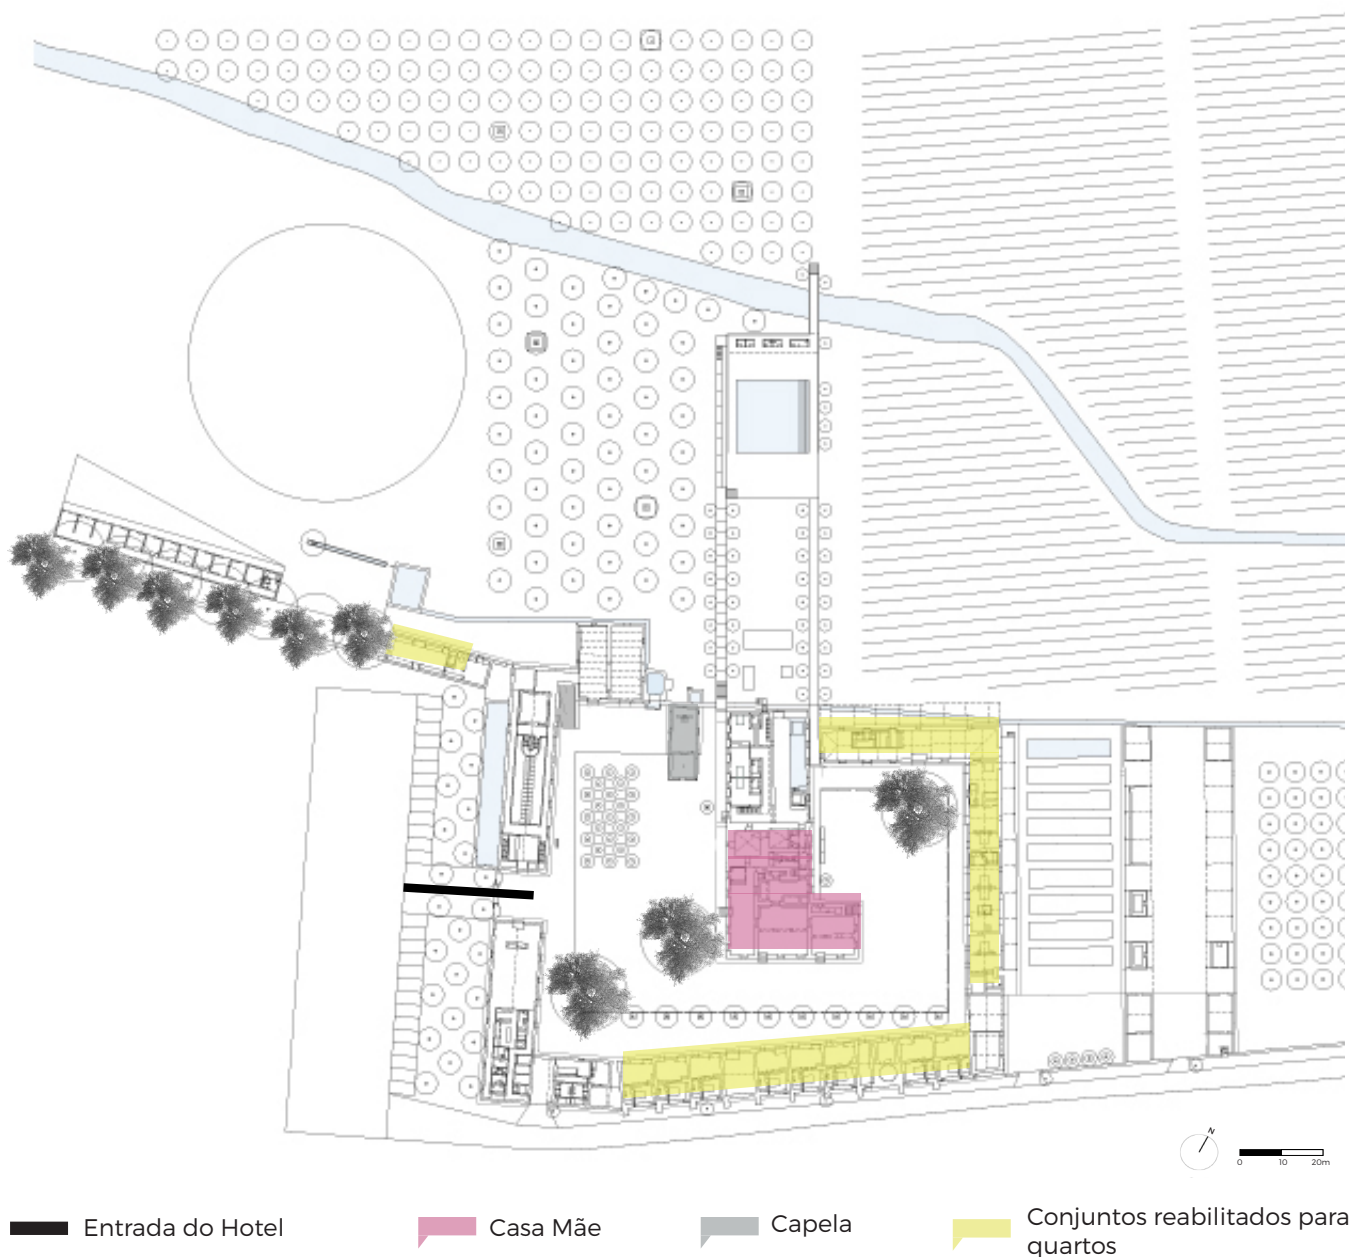 N
0 10 20m
Entrada do Hotel
Casa Mãe
Capela
Conjuntos reabilitados para
quartos